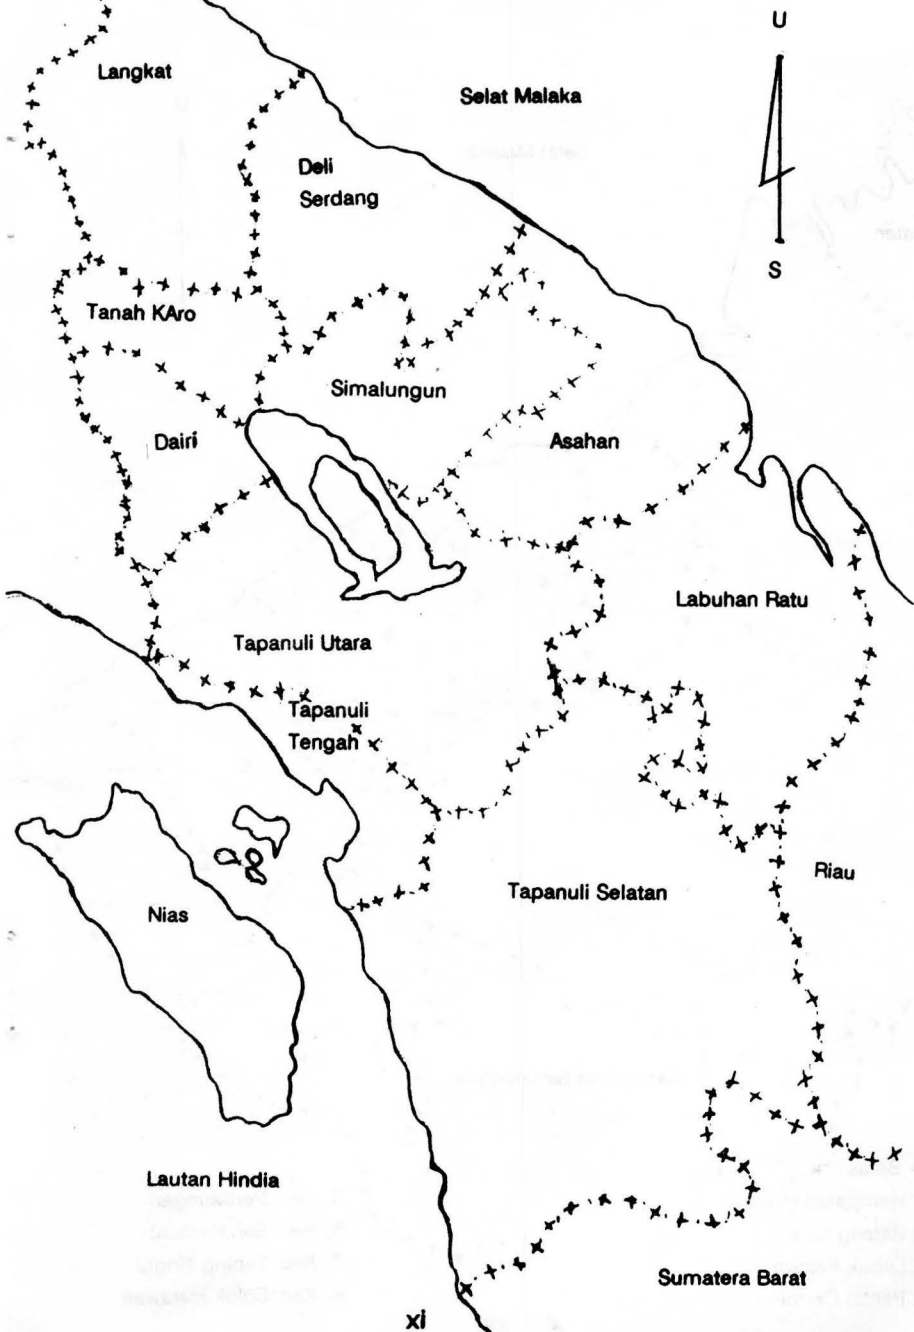 U
Langkat
Selat Malaka
Deli
Serdang
S
Tanah KAro
Simalungun
Dairi
Asahan
Labuhan Ratu
Tapanuli Utara
Tapanuli
Tengah
Riau
Tapanuli Selatan
Nias
Lautan Hindia
Sumatera Barat
xi